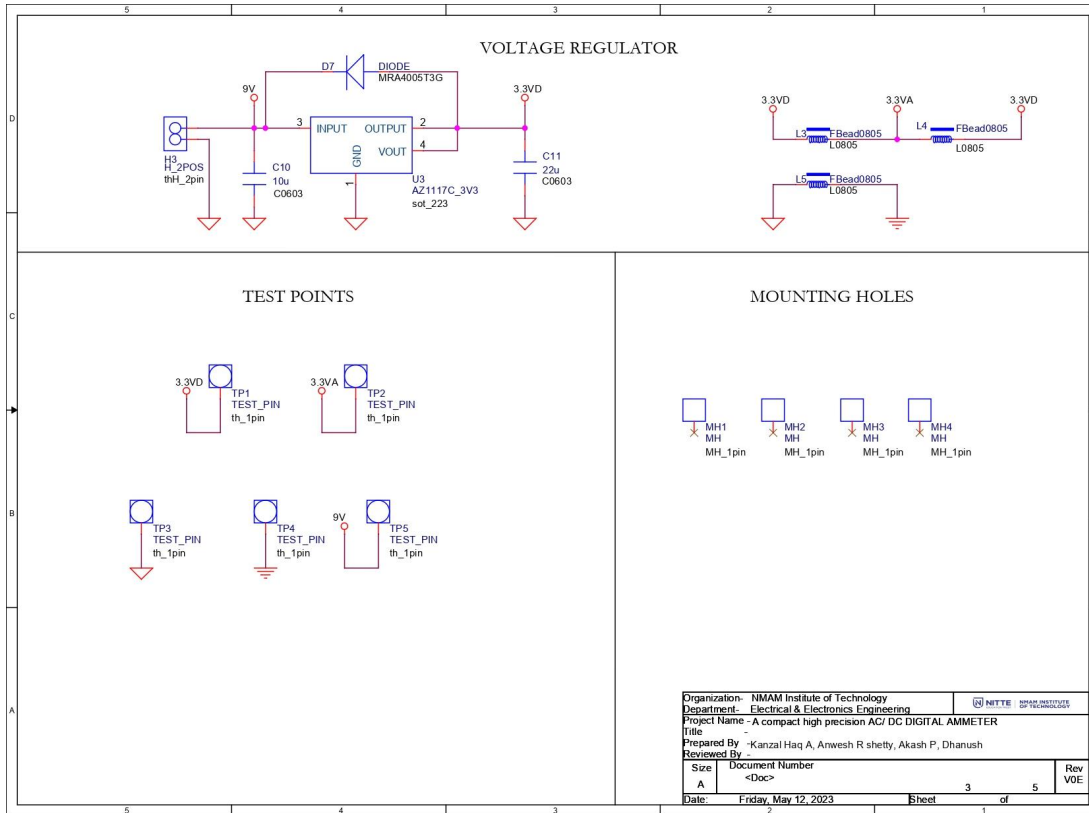 5 4 3 2 1
VOLTAGE REGULATOR
D7 DIODE
MRA4005T3G
9V
3.3VD
3.3VD
3.3VA
3.3VD
D
3 INPUT OUTPUT 2
VOUT 4
GND
1
H3
H_2POS
thH_2pin
C10
10u
C0603
U3
AZ1117C_3V3
sot_223
C11
22u
C0603
L3 FBead0805
L0805
L4 FBead0805
L0805
L5 FBead0805
L0805
TEST POINTS
MOUNTING HOLES
C
3.3VD
TP1
TEST_PIN
th_1pin
3.3VA
TP2
TEST_PIN
th_1pin
MH1
MH
MH_1pin
MH2
MH
MH_1pin
MH3
MH
MH_1pin
MH4
MH
MH_1pin
B
TP3
TEST_PIN
th_1pin
TP4
TEST_PIN
th_1pin
9V
TP5
TEST_PIN
th_1pin
A
Organization- NMAM Institute of Technology
Department- Electrical & Electronics Engineering
N NITTE NMAM INSTITUTE OF TECHNOLOGY
Project Name - A compact high precision AC/ DC DIGITAL AMMETER
Title -
Prepared By -Kanzal Haq A, Anwesh R shetty, Akash P, Dhanush
Reviewed By -
Size Document Number Rev
A <Doc> V0E
3 5
Date: Friday, May 12, 2023 Sheet of
5 4 3 2 1